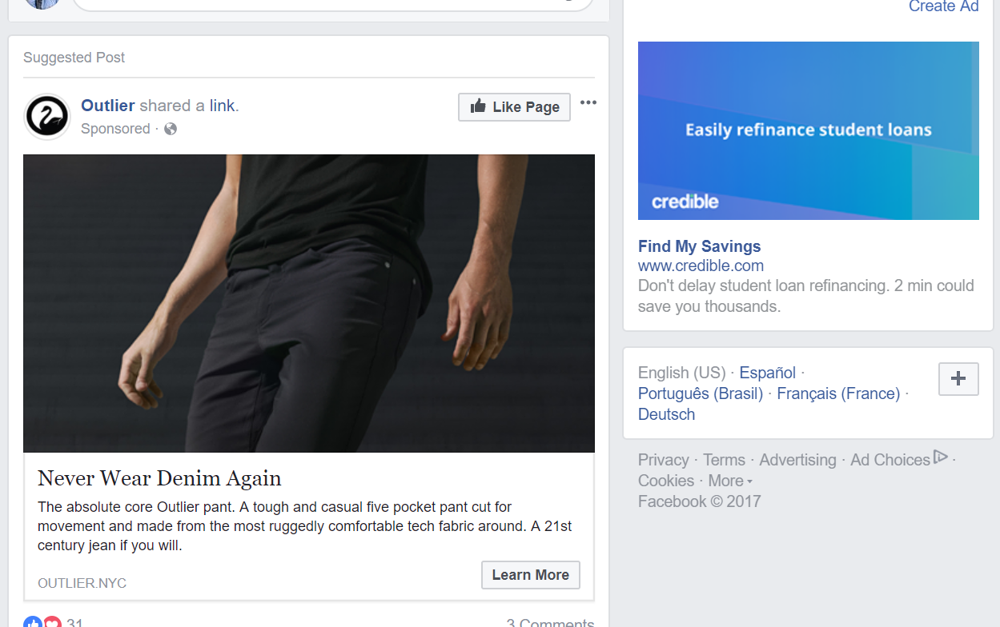 Suggested Post
Outlier shared a link.
Sponsored ·
Like Page
Never Wear Denim Again
The absolute core Outlier pant. A tough and casual five pocket pant cut for
movement and made from the most ruggedly comfortable tech fabric around. A 21st
century jean if you will.
OUTLIER.NYC
Learn More
31
3 Comments
Create Ad
Easily refinance student loans
credible
Find My Savings
www.credible.com
Don't delay student loan refinancing. 2 min could
save you thousands.
English (US) · Español ·
Português (Brasil) · Français (France) ·
Deutsch
Privacy · Terms · Advertising · Ad Choices ·
Cookies · More
Facebook © 2017